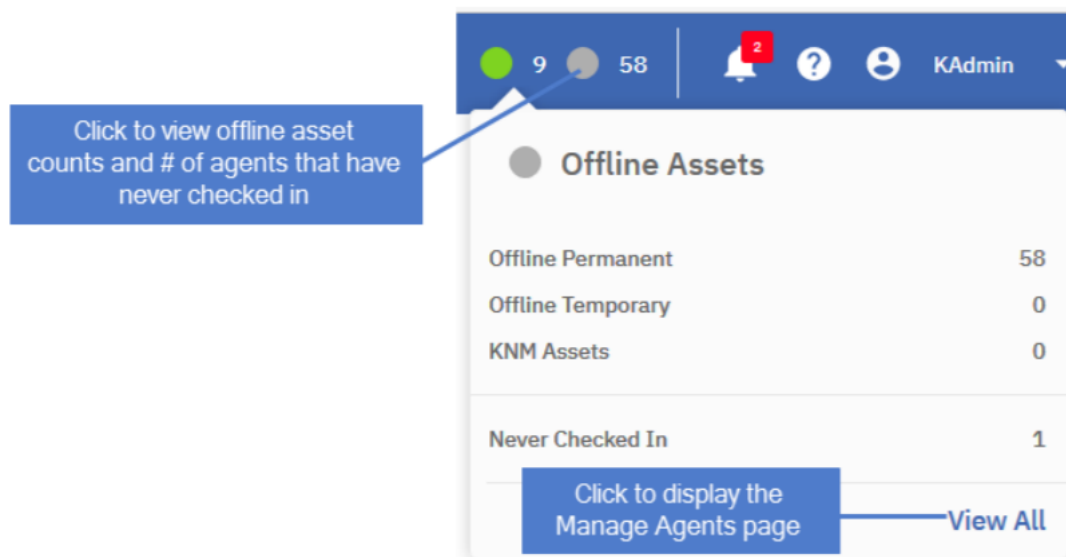 9 58 2 ? KAdmin
Click to view offline asset
counts and # of agents that have
never checked in
Offline Assets
Offline Permanent 58
Offline Temporary 0
KNM Assets 0
Never Checked In 1
Click to display the
Manage Agents page
View All